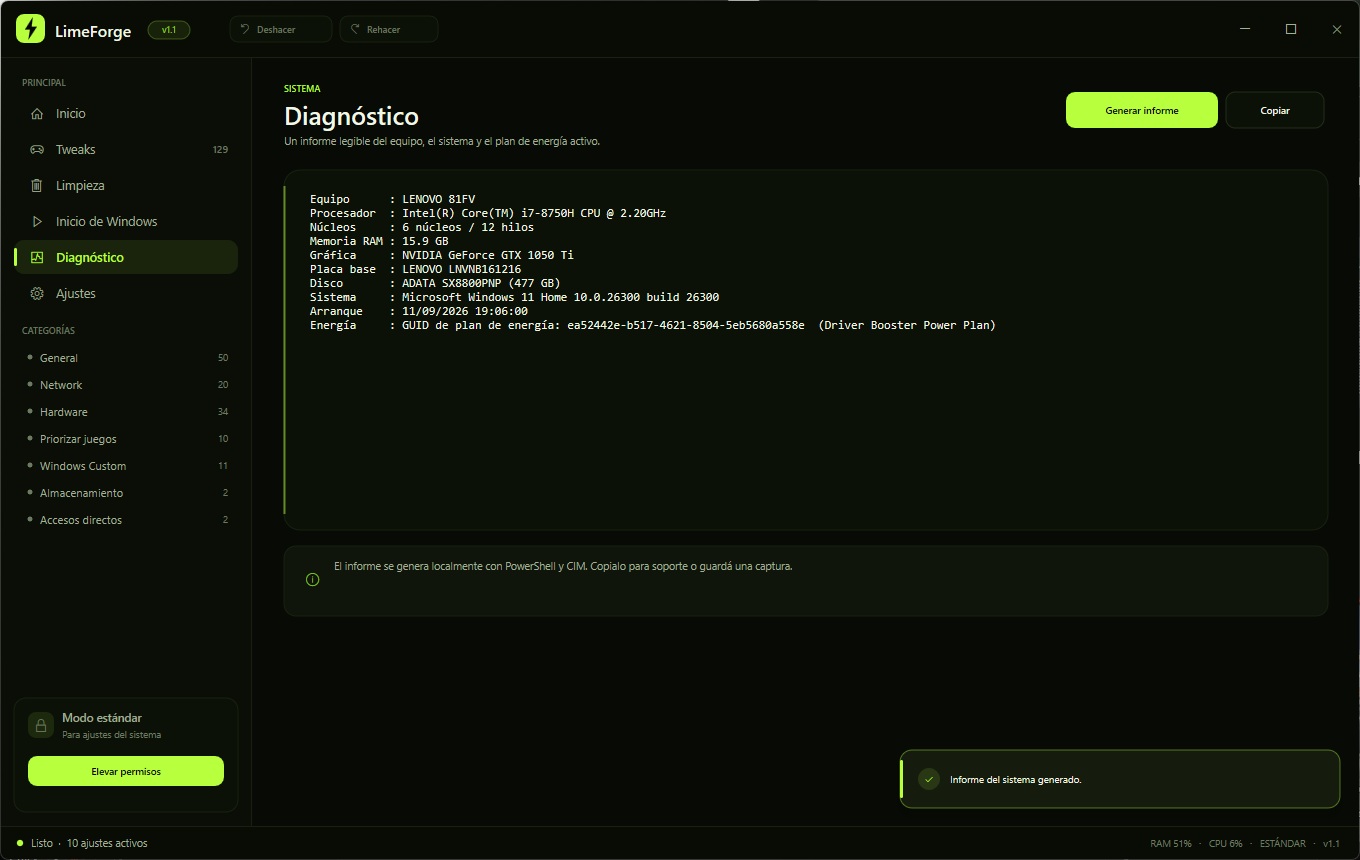 LimeForge v1.1 Deshacer Rehacer
PRINCIPAL
Inicio
Tweaks 129
Limpieza
Inicio de Windows
Diagnóstico
Ajustes
CATEGORÍAS
General 50
Network 20
Hardware 34
Priorizar juegos 10
Windows Custom 11
Almacenamiento 2
Accesos directos 2
Modo estándar
Para ajustes del sistema
Elevar permisos
SISTEMA
Diagnóstico
Un informe legible del equipo, el sistema y el plan de energía activo.
Generar informe Copiar
Equipo : LENOVO 81FV
Procesador : Intel(R) Core(TM) i7-8750H CPU @ 2.20GHz
Núcleos : 6 núcleos / 12 hilos
Memoria RAM : 15.9 GB
Gráfica : NVIDIA GeForce GTX 1050 Ti
Placa base : LENOVO LNVNB161216
Disco : ADATA SX8800PNP (477 GB)
Sistema : Microsoft Windows 11 Home 10.0.26300 build 26300
Arranque : 11/09/2026 19:06:00
Energía : GUID de plan de energía: ea52442e-b517-4621-8504-5eb5680a558e (Driver Booster Power Plan)
El informe se genera localmente con PowerShell y CIM. Copialo para soporte o guardá una captura.
Informe del sistema generado.
Listo · 10 ajustes activos
RAM 51% · CPU 6% · ESTÁNDAR · v1.1